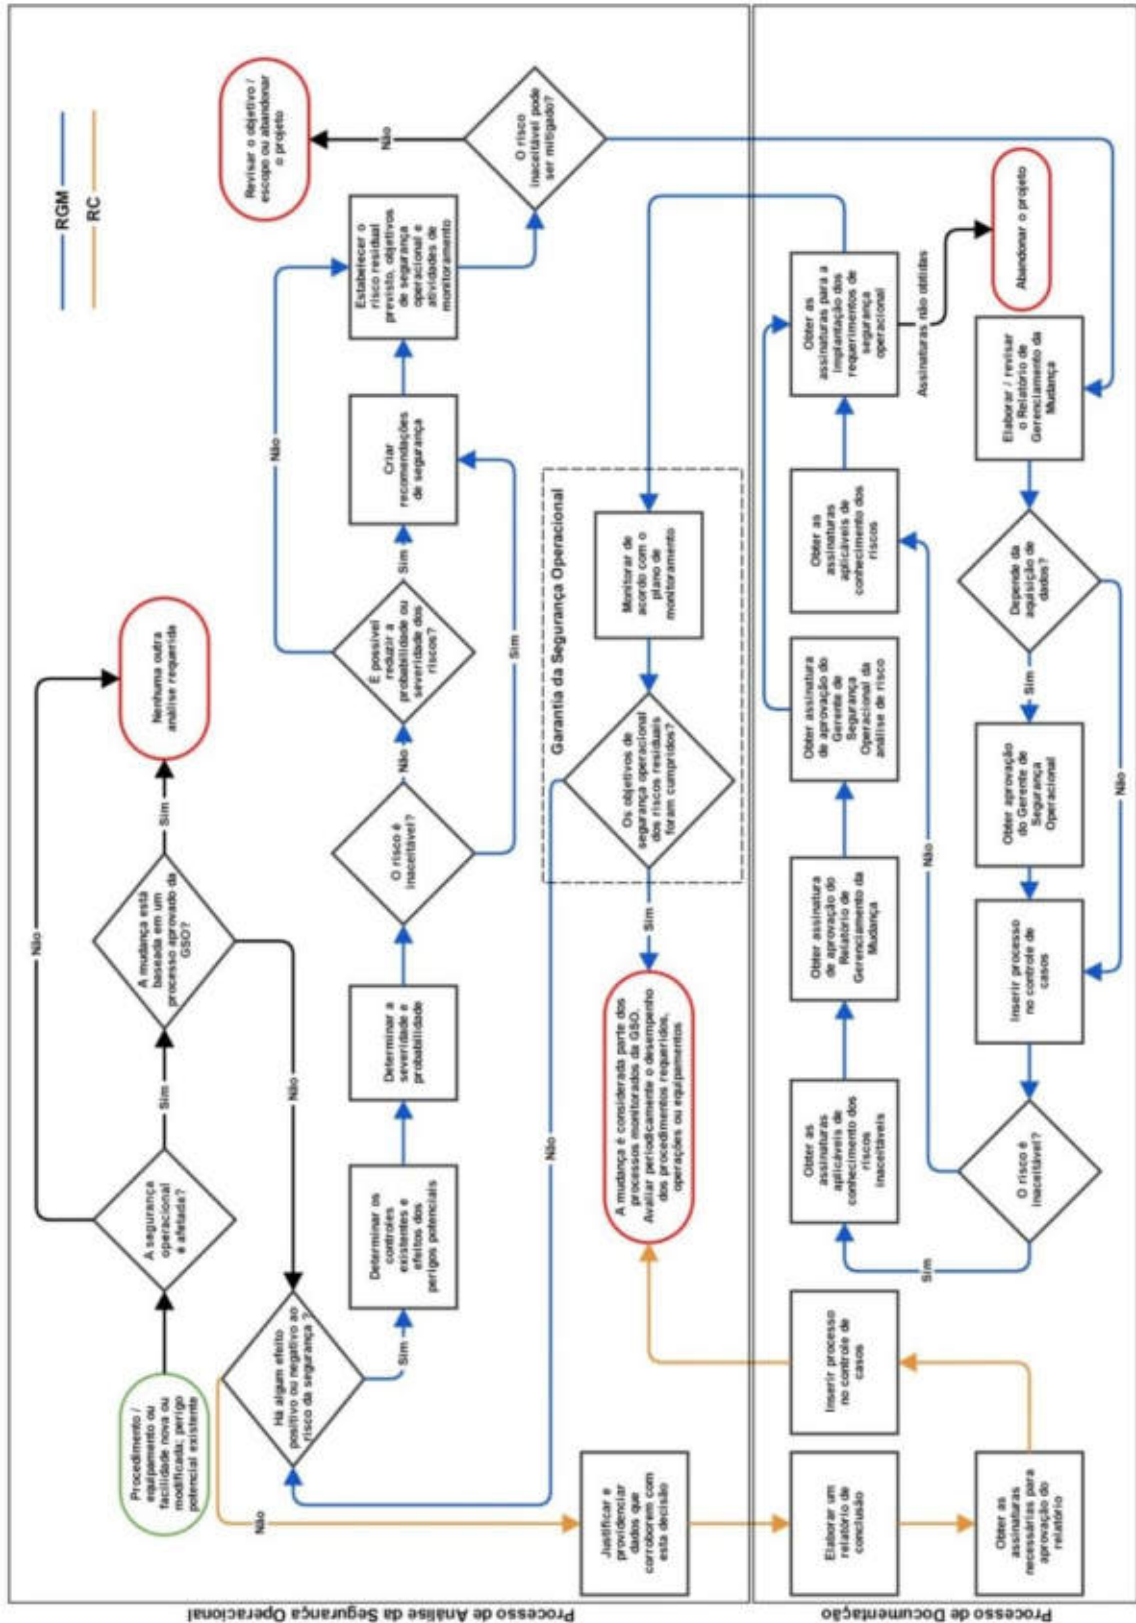 Processo de Análise da Segurança Operacional
RGM
RC
Procedimento /
equipamento ou
facilidade nova ou
modificada; perigo
potencial existente
A segurança
operacional
é afetada?
Não
Sim
A mudança está
baseada em um
processo aprovado da
GSO?
Sim
Nenhuma outra
análise requerida
Não
Há algum efeito
positivo ou negativo ao
risco da segurança ?
Não
Sim
Determinar os
controles
existentes e
efeitos dos
perigos potenciais
Determinar a
severidade e
probabilidade
O risco é
inaceitável?
Não
Sim
É possível
reduzir a
probabilidade ou
severidade dos
riscos?
Não
Sim
Criar
recomendações
de segurança
Estabelecer o
risco residual
previsto, objetivos
de segurança
operacional e
atividades de
monitoramento
O risco
inaceitável pode
ser mitigado?
Não
Revisar o objetivo /
escopo ou abandonar
o projeto
Garantia da Segurança Operacional
Monitorar de
acordo com o
plano de
monitoramento
Os objetivos de
segurança operacional
dos riscos residuais
foram cumpridos?
Não
Sim
A mudança é considerada parte dos
processos monitorados da GSO.
Avaliar periodicamente o desempenho
dos procedimentos requeridos,
operações ou equipamentos
Justificar e
providenciar
dados que
corroborem com
esta decisão
Processo de Documentação
Elaborar um
relatório de
conclusão
Obter as
assinaturas
necessárias para
aprovação do
relatório
Inserir processo
no controle de
casos
Obter as
assinaturas
aplicáveis de
conhecimento dos
riscos
inaceitáveis
Obter assinatura
de aprovação do
Relatório de
Gerenciamento da
Mudança
Obter assinatura
de aprovação do
Gerente de
Segurança
Operacional da
análise de risco
Obter as
assinaturas
aplicáveis de
conhecimento dos
riscos
Obter as
assinaturas para a
implantação dos
requerimentos de
segurança
operacional
Assinaturas não obtidas
Abandonar o projeto
Sim
O risco é
inaceitável?
Não
Inserir processo
no controle de
casos
Obter aprovação
do Gerente de
Segurança
Operacional
Sim
Depende da
aquisição de
dados?
Não
Elaborar / revisar
o Relatório de
Gerenciamento da
Mudança